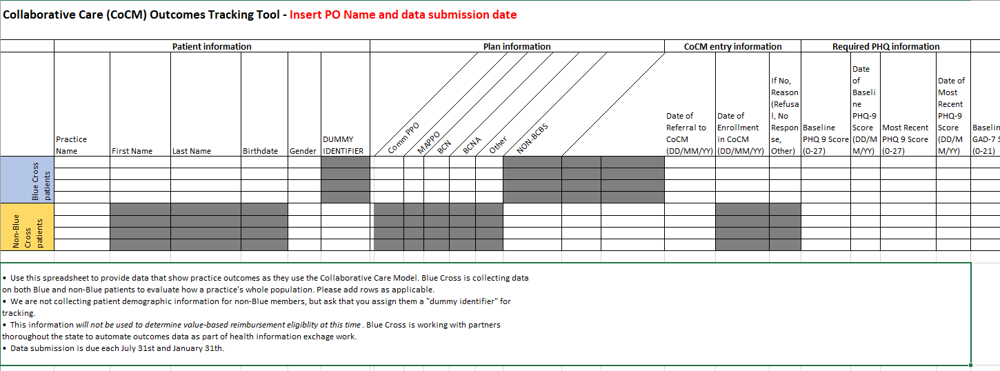 Collaborative Care (CoCM) Outcomes Tracking Tool - Insert PO Name and data submission date
Patient information
Plan information
CoCM entry information
Required PHQ information
Practice
Name
First Name
Last Name
Birthdate
Gender
DUMMY
IDENTIFIER
Comm PPO
MAPPO
BCN
BCNA
Other
NON-BCBS
Date of
Referral to
CoCM
(DD/MM/YY)
Date of
Enrollment
in CoCM
(DD/MM/YY)
If No,
Reason
(Refusa
l, No
Respon
se,
Other)
Baseline
PHQ 9 Score
(0-27)
Date
of
Baseli
ne
PHQ-9
Score
(DD/M
M/YY)
Most Recent
PHQ 9 Score
(0-27)
Date of
Most
Recent
PHQ-9
Score
(DD/M
M/YY)
Baselin
GAD-7 S
(0-21)
Blue Cross
patients
Non-Blue
Cross
patients
• Use this spreadsheet to provide data that show practice outcomes as they use the Collaborative Care Model. Blue Cross is collecting data
on both Blue and non-Blue patients to evaluate how a practice's whole population. Please add rows as applicable.
• We are not collecting patient demographic information for non-Blue members, but ask that you assign them a "dummy identifier" for
tracking.
• This information will not be used to determine value-based reimbursement eligiblity at this time. Blue Cross is working with partners
thoroughout the state to automate outcomes data as part of health information exchage work.
• Data submission is due each July 31st and January 31th.